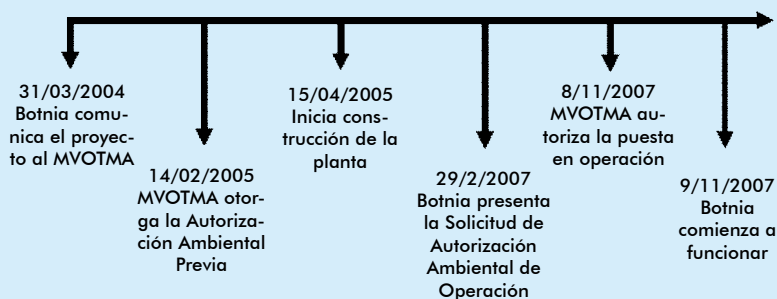 31/03/2004
Botnia comu-
nica el proyec-
to al MVOTMA
14/02/2005
MVOTMA otor-
ga la Autoriza-
ción Ambiental
Previa
15/04/2005
Inicia cons-
trucción de la
planta
29/2/2007
Botnia presenta
la Solicitud de
Autorización
Ambiental de
Operación
8/11/2007
MVOTMA au-
toriza la puesta
en operación
9/11/2007
Botnia
comienza a
funcionar